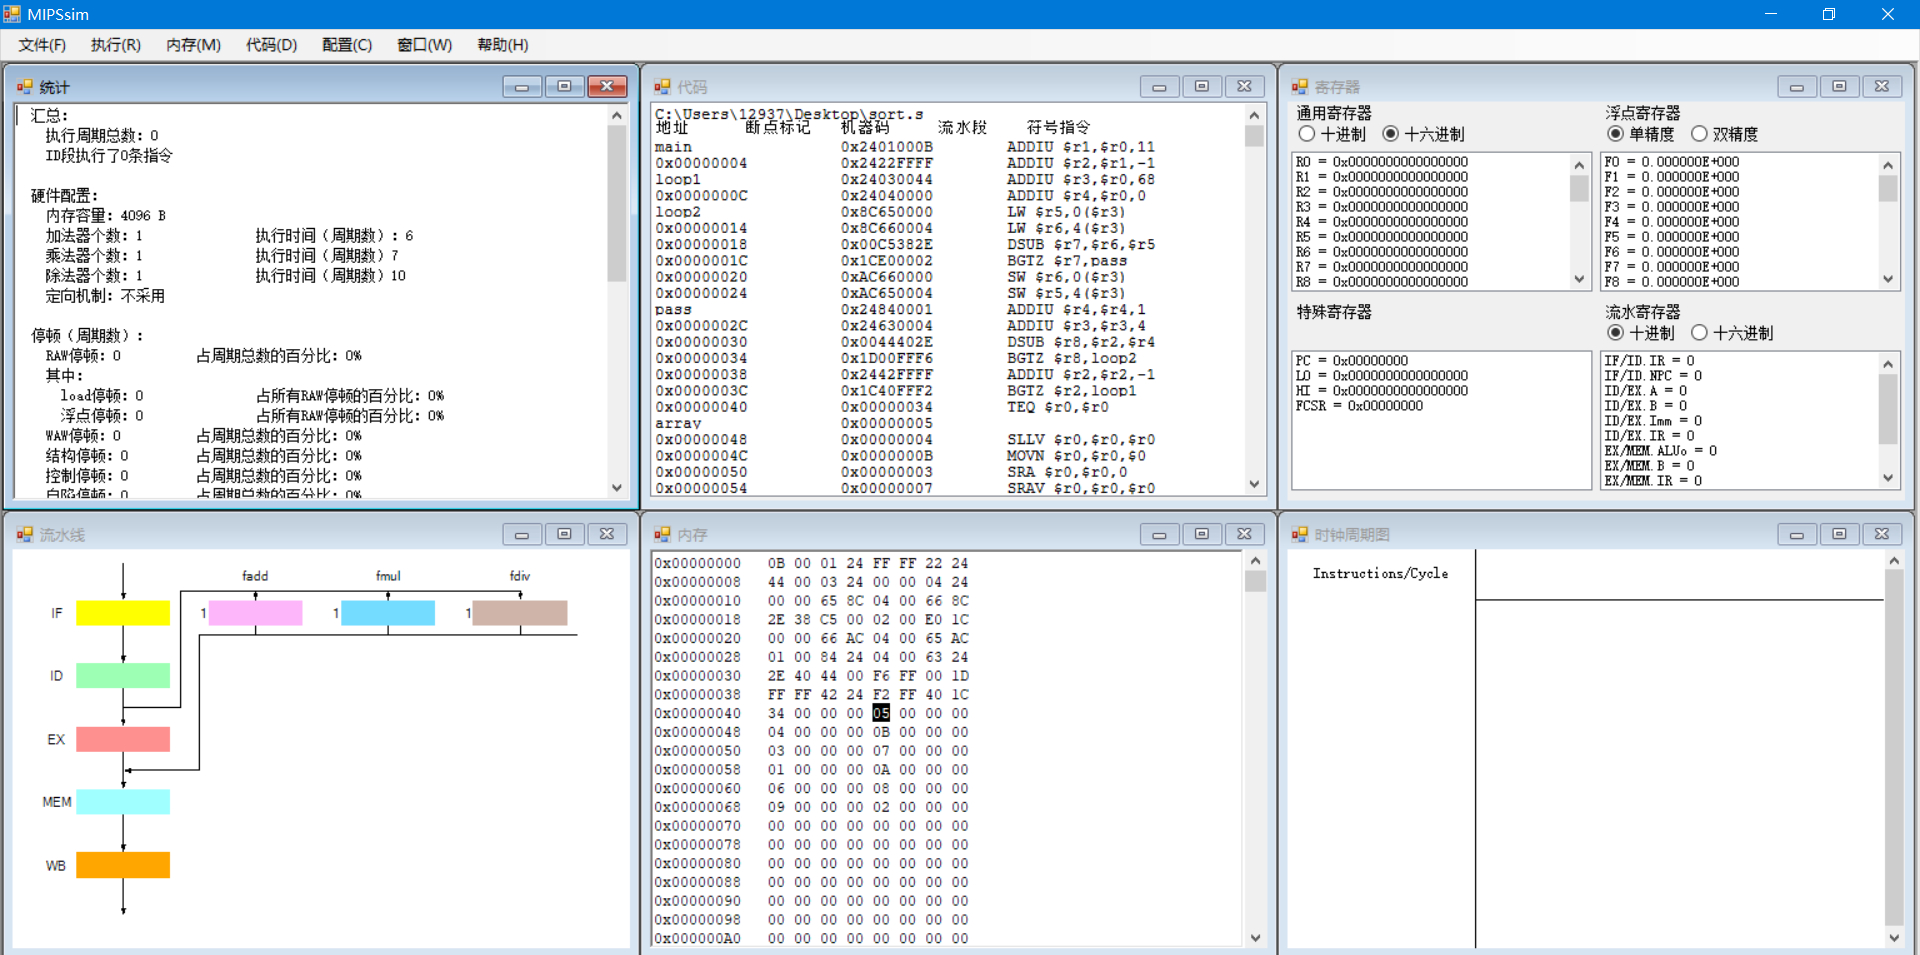 MIPSsim
文件(F) 执行(R) 内存(M) 代码(D) 配置(C) 窗口(W) 帮助(H)
统计
汇总:
执行周期总数: 0
ID段执行了0条指令
硬件配置:
内存容量: 4096 B
加法器个数: 1 执行时间 (周期数) : 6
乘法器个数: 1 执行时间 (周期数) 7
除法器个数: 1 执行时间 (周期数) 10
定向机制: 不采用
停顿 (周期数) :
RAW停顿: 0 占周期总数的百分比: 0%
其中:
load停顿: 0 占所有RAW停顿的百分比: 0%
浮点停顿: 0 占所有RAW停顿的百分比: 0%
WAW停顿: 0 占周期总数的百分比: 0%
结构停顿: 0 占周期总数的百分比: 0%
控制停顿: 0 占周期总数的百分比: 0%
自陷停顿: 0 占周期总数的百分比: 0%
代码
C:\Users\12937\Desktop\sort.s
地址 断点标记 机器码 流水段 符号指令
main 0x2401000B ADDIU $r1,$r0,11
0x00000004 0x2422FFFF ADDIU $r2,$r1,-1
loop1 0x24030044 ADDIU $r3,$r0,68
0x0000000C 0x24040000 ADDIU $r4,$r0,0
loop2 0x8C650000 LW $r5,0($r3)
0x00000014 0x8C660004 LW $r6,4($r3)
0x00000018 0x00C5382E DSUB $r7,$r6,$r5
0x0000001C 0x1CE00002 BGTZ $r7,pass
0x00000020 0xAC660000 SW $r6,0($r3)
0x00000024 0xAC650004 SW $r5,4($r3)
pass 0x24840001 ADDIU $r4,$r4,1
0x0000002C 0x24630004 ADDIU $r3,$r3,4
0x00000030 0x0044402E DSUB $r8,$r2,$r4
0x00000034 0x1D00FFF6 BGTZ $r8,loop2
0x00000038 0x2442FFFF ADDIU $r2,$r2,-1
0x0000003C 0x1C40FFF2 BGTZ $r2,loop1
0x00000040 0x00000034 TEQ $r0,$r0
array 0x00000005
0x00000048 0x00000004 SLLV $r0,$r0,$r0
0x0000004C 0x0000000B MOVN $r0,$r0,$0
0x00000050 0x00000003 SRA $r0,$r0,0
0x00000054 0x00000007 SRAV $r0,$r0,$r0
寄存器
通用寄存器
十进制 十六进制
R0 = 0x0000000000000000
R1 = 0x0000000000000000
R2 = 0x0000000000000000
R3 = 0x0000000000000000
R4 = 0x0000000000000000
R5 = 0x0000000000000000
R6 = 0x0000000000000000
R7 = 0x0000000000000000
R8 = 0x0000000000000000
浮点寄存器
单精度 双精度
F0 = 0.000000E+000
F1 = 0.000000E+000
F2 = 0.000000E+000
F3 = 0.000000E+000
F4 = 0.000000E+000
F5 = 0.000000E+000
F6 = 0.000000E+000
F7 = 0.000000E+000
F8 = 0.000000E+000
特殊寄存器
PC = 0x00000000
LO = 0x0000000000000000
HI = 0x0000000000000000
FCSR = 0x00000000
流水寄存器
十进制 十六进制
IF/ID.IR = 0
IF/ID.NPC = 0
ID/EX.A = 0
ID/EX.B = 0
ID/EX.Imm = 0
ID/EX.IR = 0
EX/MEM.ALUo = 0
EX/MEM.B = 0
EX/MEM.IR = 0
流水线
fadd fmul fdiv
IF 1 1 1
ID
EX
MEM
WB
内存
0x00000000 0B 00 01 24 FF FF 22 24
0x00000008 44 00 03 24 00 00 04 24
0x00000010 00 00 65 8C 04 00 66 8C
0x00000018 2E 38 C5 00 02 00 E0 1C
0x00000020 00 00 66 AC 04 00 65 AC
0x00000028 01 00 84 24 04 00 63 24
0x00000030 2E 40 44 00 F6 FF 00 1D
0x00000038 FF FF 42 24 F2 FF 40 1C
0x00000040 34 00 00 00 05 00 00 00
0x00000048 04 00 00 00 0B 00 00 00
0x00000050 03 00 00 00 07 00 00 00
0x00000058 01 00 00 00 0A 00 00 00
0x00000060 06 00 00 00 08 00 00 00
0x00000068 09 00 00 00 02 00 00 00
0x00000070 00 00 00 00 00 00 00 00
0x00000078 00 00 00 00 00 00 00 00
0x00000080 00 00 00 00 00 00 00 00
0x00000088 00 00 00 00 00 00 00 00
0x00000090 00 00 00 00 00 00 00 00
0x00000098 00 00 00 00 00 00 00 00
0x000000A0 00 00 00 00 00 00 00 00
时钟周期图
Instructions/Cycle